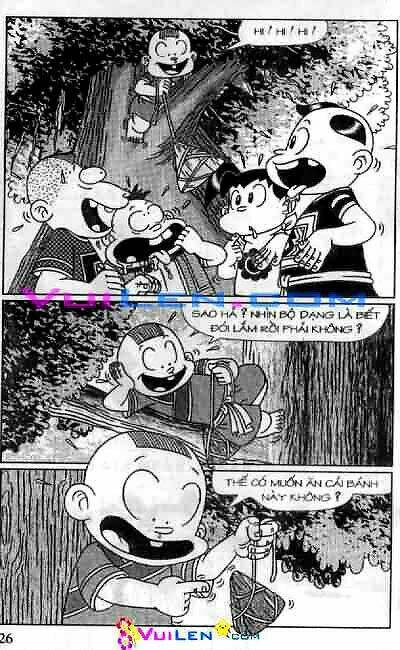 HI! HI! HI!
VUILEN.COM
SAO HẢ? NHÌN BỘ DẠNG LÀ BIẾT
ĐÓI LẮM RỒI PHẢI KHÔNG?
THẾ CÓ MUỐN ĂN CÁI BÁNH
NÀY KHÔNG?
26
VUILEN.COM